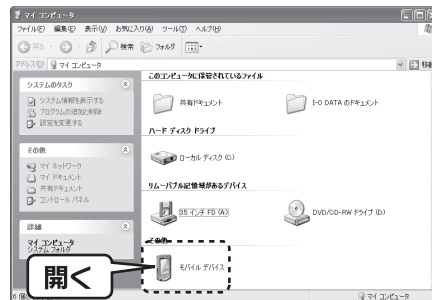 マイ コンピュータ
ファイル(F) 編集(E) 表示(V) お気に入り(A) ツール(T) ヘルプ(H)
戻る 検索 フォルダ
アドレス(D) マイ コンピュータ 移動
システムのタスク
システム情報を表示する
プログラムの追加と削除
設定を変更する
その他
マイ ネットワーク
マイ ドキュメント
共有ドキュメント
コントロール パネル
詳細
マイ コンピュータ
システム フォルダ
このコンピュータに保管されているファイル
共有ドキュメント
I-O DATA のドキュメント
ハード ディスク ドライブ
ローカル ディスク (C:)
リムーバブル記憶域があるデバイス
3.5 インチ FD (A:)
DVD/CD-RW ドライブ (D:)
その他
モバイル デバイス
開く
マイ コンピュータ